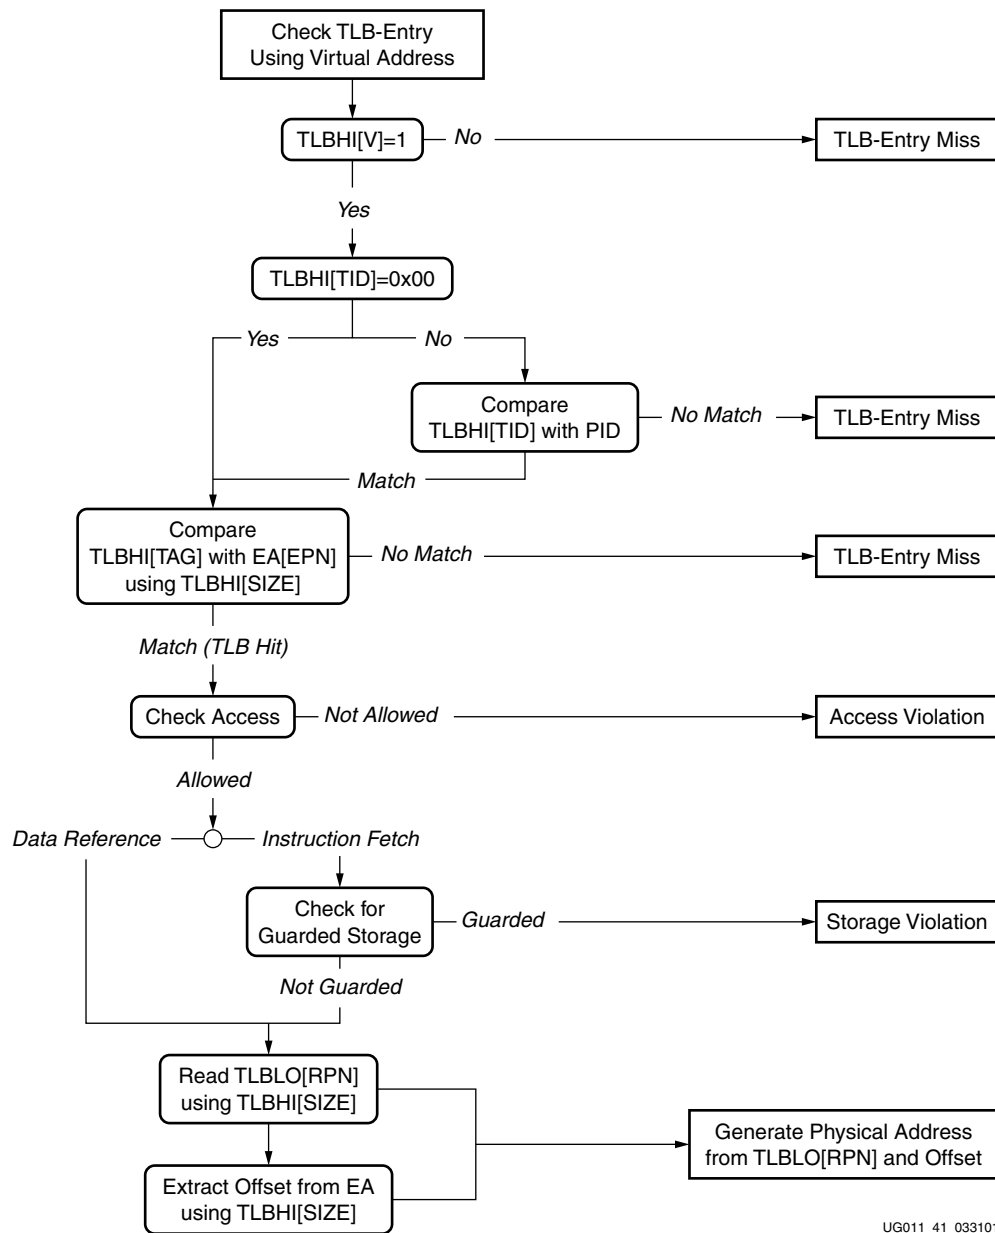 Check TLB-Entry
Using Virtual Address
TLBHI[V]=1
No
TLB-Entry Miss
Yes
TLBHI[TID]=0x00
Yes
No
Compare
TLBHI[TID] with PID
No Match
TLB-Entry Miss
Match
Compare
TLBHI[TAG] with EA[EPN]
using TLBHI[SIZE]
No Match
TLB-Entry Miss
Match (TLB Hit)
Check Access
Not Allowed
Access Violation
Allowed
Data Reference
Instruction Fetch
Check for
Guarded Storage
Guarded
Storage Violation
Not Guarded
Read TLBLO[RPN]
using TLBHI[SIZE]
Generate Physical Address
from TLBLO[RPN] and Offset
Extract Offset from EA
using TLBHI[SIZE]
UG011_41_033101